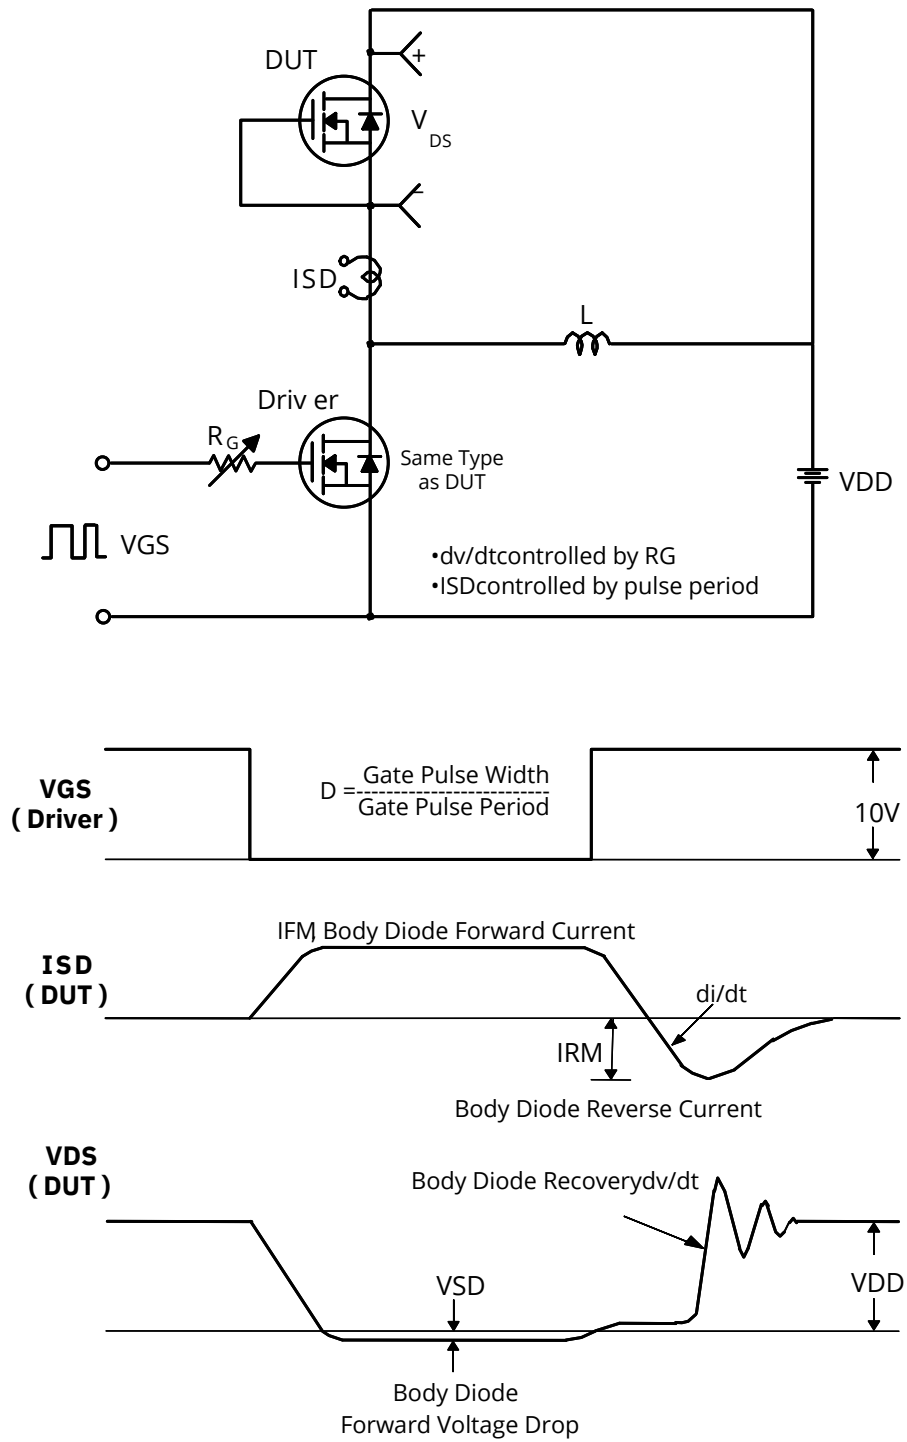 DUT
+
V
DS
–
ISD
L
Driv er
RG
Same Type
as DUT
VDD
VGS
•dv/dtcontrolled by RG
•ISDcontrolled by pulse period
VGS
( Driver )
D = Gate Pulse Width
--------------------------
Gate Pulse Period
10V
IFM, Body Diode Forward Current
ISD
( DUT )
di/dt
IRM
Body Diode Reverse Current
VDS
( DUT )
Body Diode Recoverydv/dt
VSD
VDD
Body Diode
Forward Voltage Drop